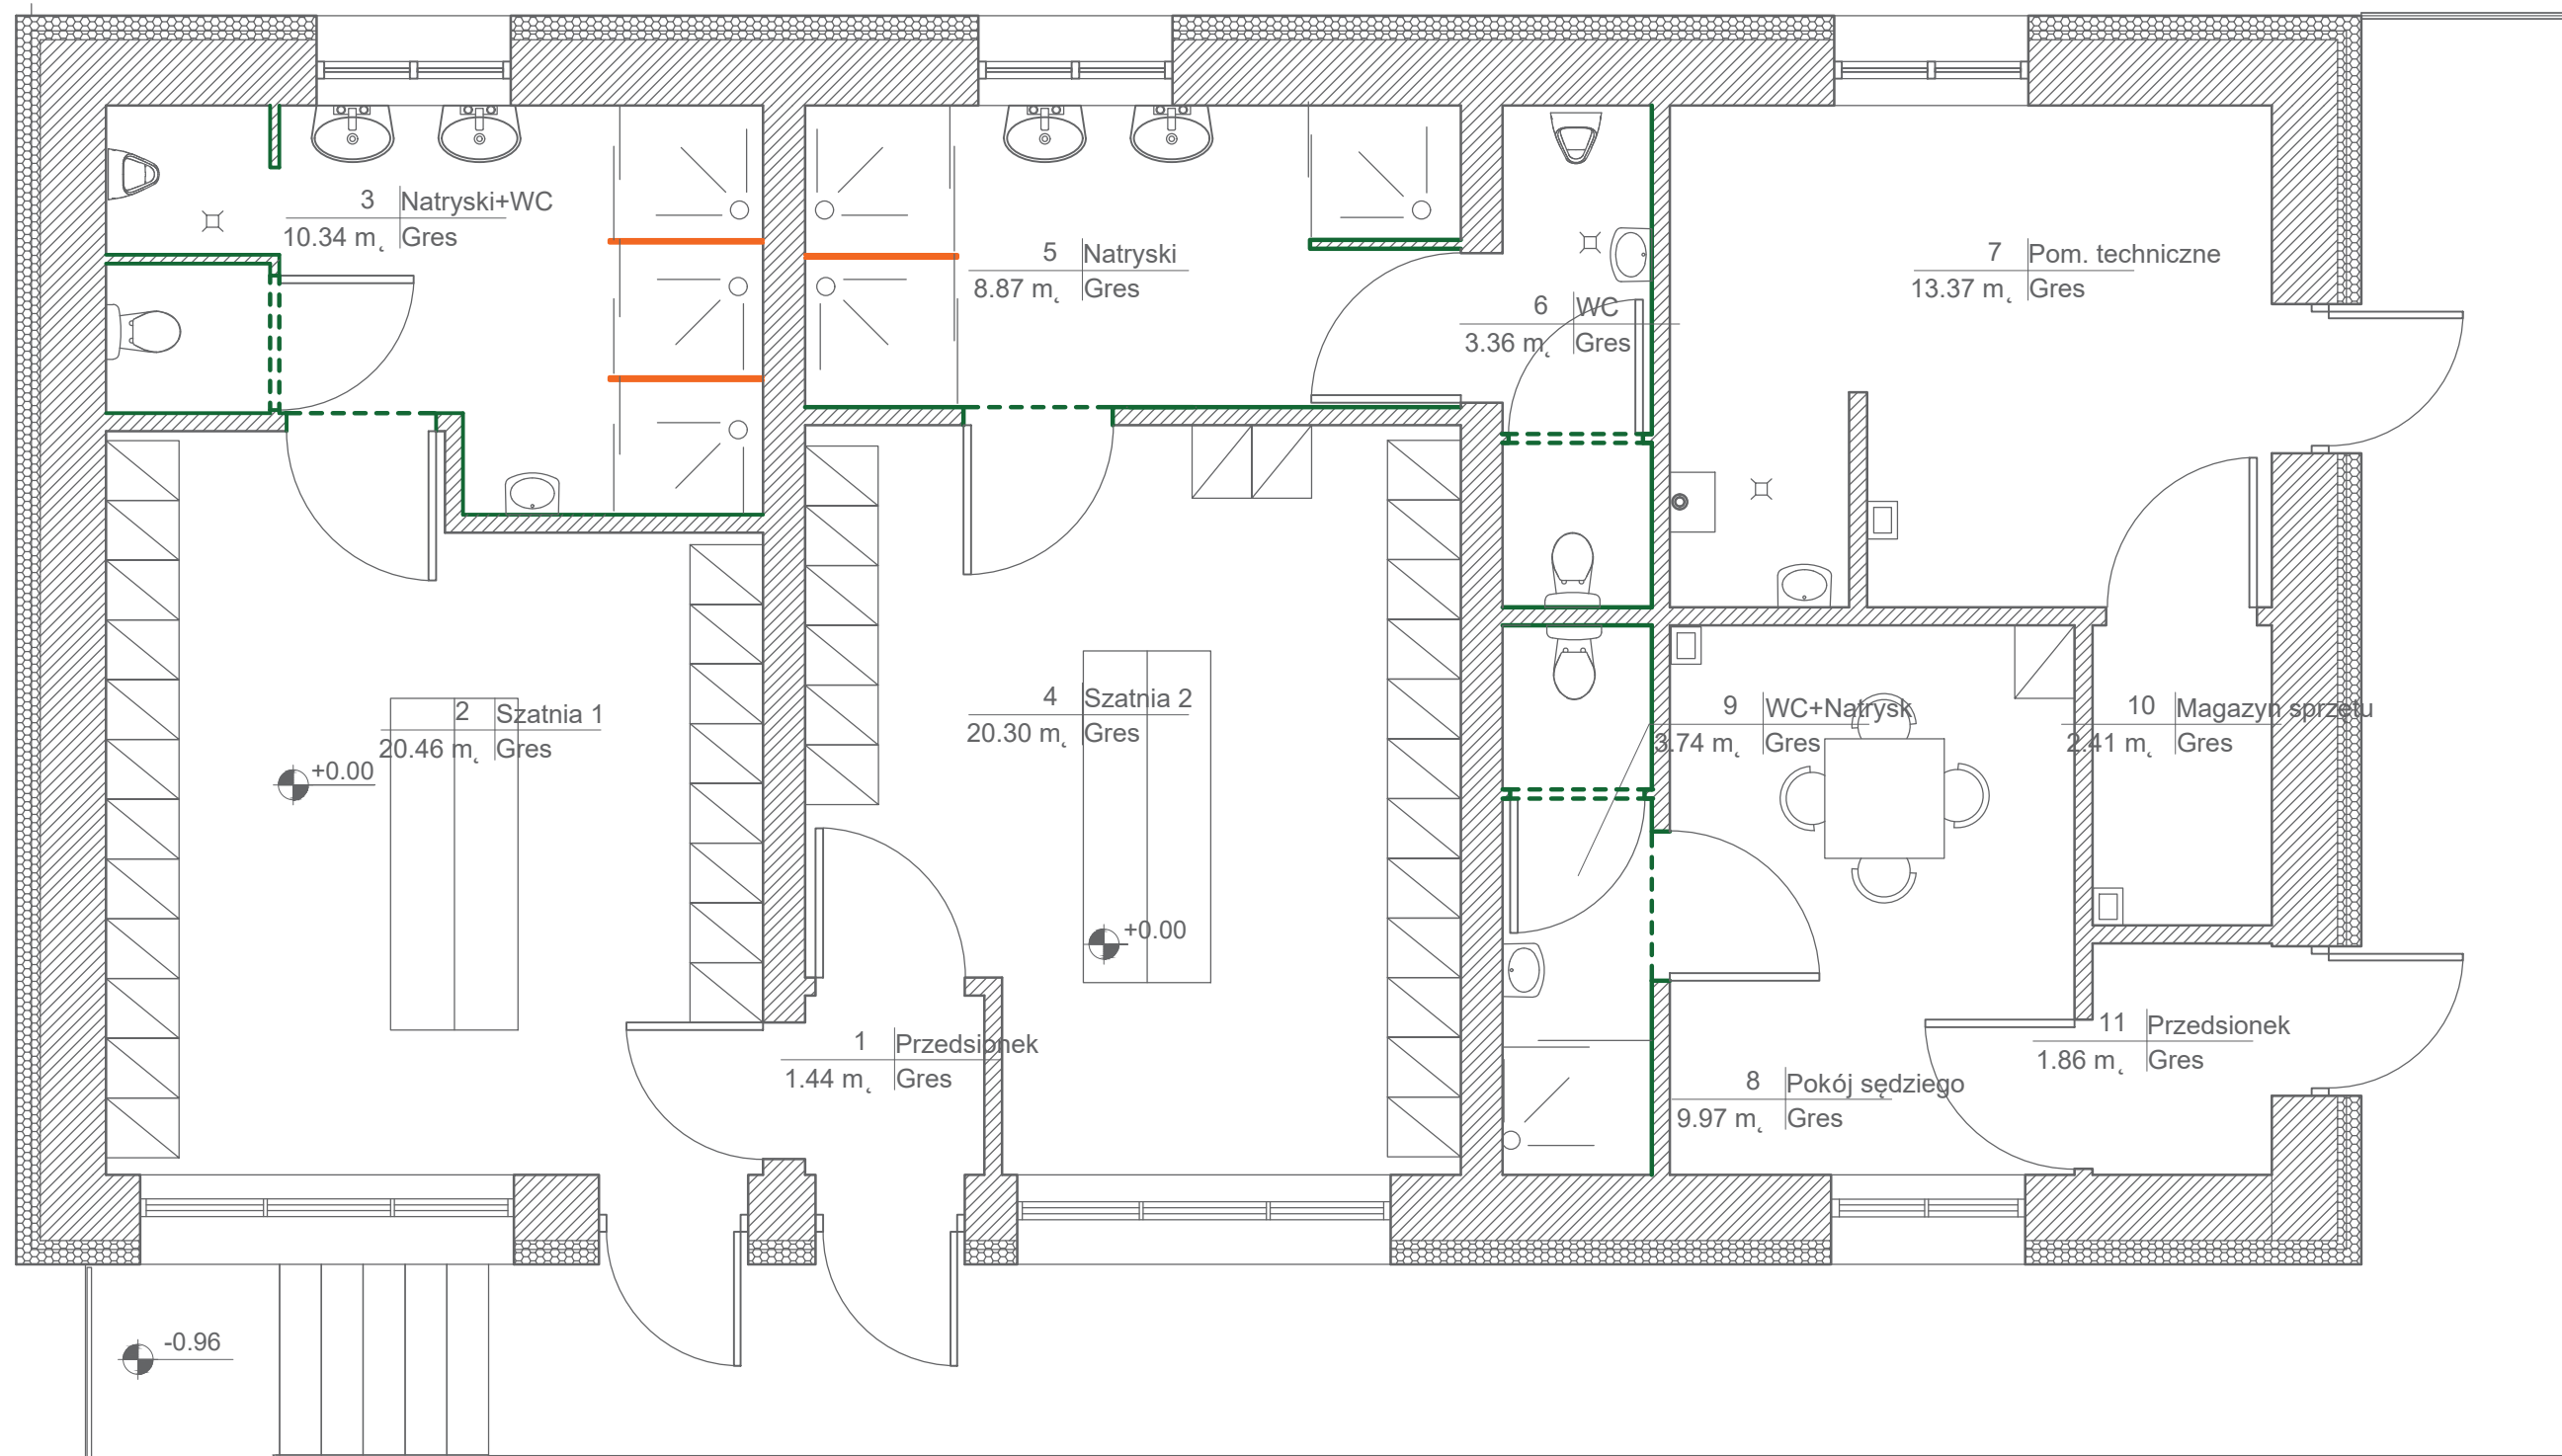 3 Natryski+WC
10.34 m˛ Gres
5 Natryski
8.87 m˛ Gres
6 WC
3.36 m˛ Gres
7 Pom. techniczne
13.37 m˛ Gres
2 Szatnia 1
20.46 m˛ Gres
+0.00
4 Szatnia 2
20.30 m˛ Gres
+0.00
9 WC+Natrysk
3.74 m˛ Gres
10 Magazyn sprzętu
2.41 m˛ Gres
1 Przedsionek
1.44 m˛ Gres
8 Pokój sędziego
9.97 m˛ Gres
11 Przedsionek
1.86 m˛ Gres
-0.96